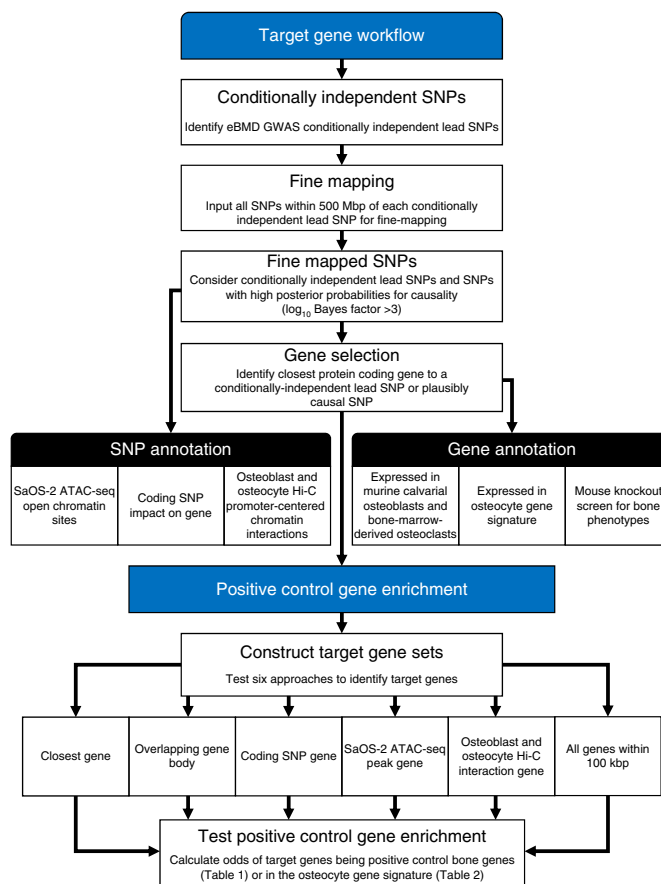 Target gene workflow
Conditionally independent SNPs
Identify eBMD GWAS conditionally independent lead SNPs
Fine mapping
Input all SNPs within 500 Mbp of each conditionally
independent lead SNP for fine-mapping
Fine mapped SNPs
Consider conditionally independent lead SNPs and SNPs
with high posterior probabilities for causality
(log₁₀ Bayes factor >3)
Gene selection
Identify closest protein coding gene to a
conditionally-independent lead SNP or plausibly
causal SNP
SNP annotation
SaOS-2 ATAC-seq
open chromatin
sites
Coding SNP
impact on gene
Osteoblast and
osteocyte Hi-C
promoter-centered
chromatin
interactions
Gene annotation
Expressed in
murine calvarial
osteoblasts and
bone-marrow-
derived osteoclasts
Expressed in
osteocyte gene
signature
Mouse knockout
screen for bone
phenotypes
Positive control gene enrichment
Construct target gene sets
Test six approaches to identify target genes
Closest gene
Overlapping gene
body
Coding SNP gene
SaOS-2 ATAC-seq
peak gene
Osteoblast and
osteocyte Hi-C
interaction gene
All genes within
100 kbp
Test positive control gene enrichment
Calculate odds of target genes being positive control bone genes
(Table 1) or in the osteocyte gene signature (Table 2)